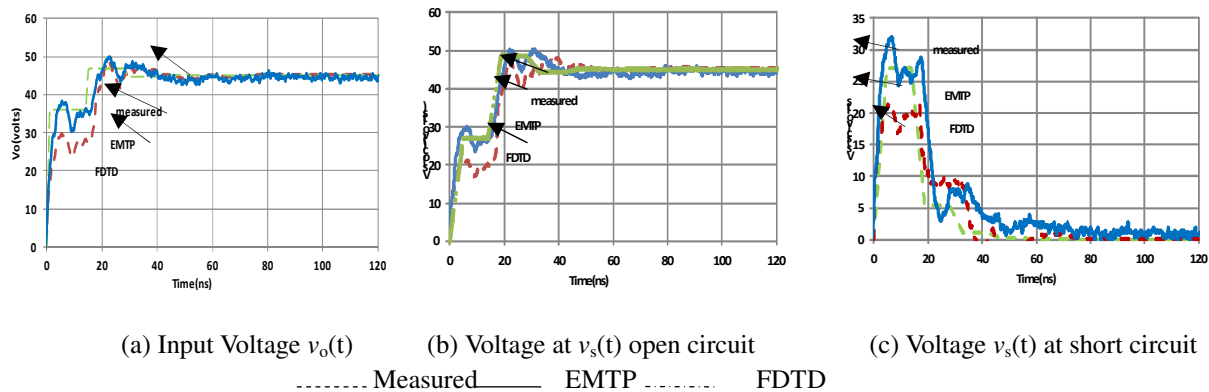 60
50
40
30
20
10
0
Vo(volts)
0 20 40 60 80 100 120
Time(ns)
measured
EMTP
FDTD
60
50
40
30
20
10
0
0 20 40 60 80 100 120
Time(ns)
measured
EMTP
FDTD
35
30
25
20
15
10
5
0
0 20 40 60 80 100 120
Time(ns)
measured
EMTP
FDTD
(a) Input Voltage vo(t)
(b) Voltage at vs(t) open circuit
(c) Voltage vs(t) at short circuit
Measured EMTP FDTD